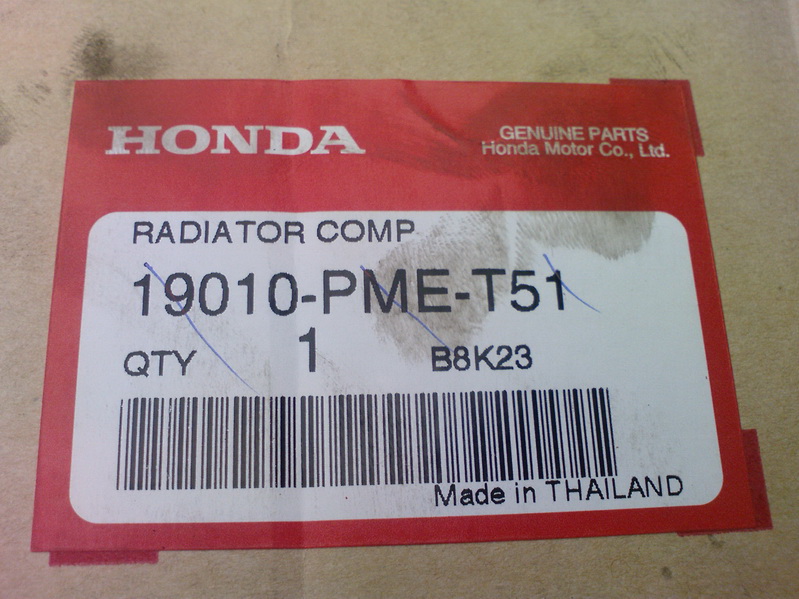 HONDA
GENUINE PARTS
Honda Motor Co., Ltd.
RADIATOR COMP
19010-PME-T51
QTY 1 B8K23
Made in THAILAND